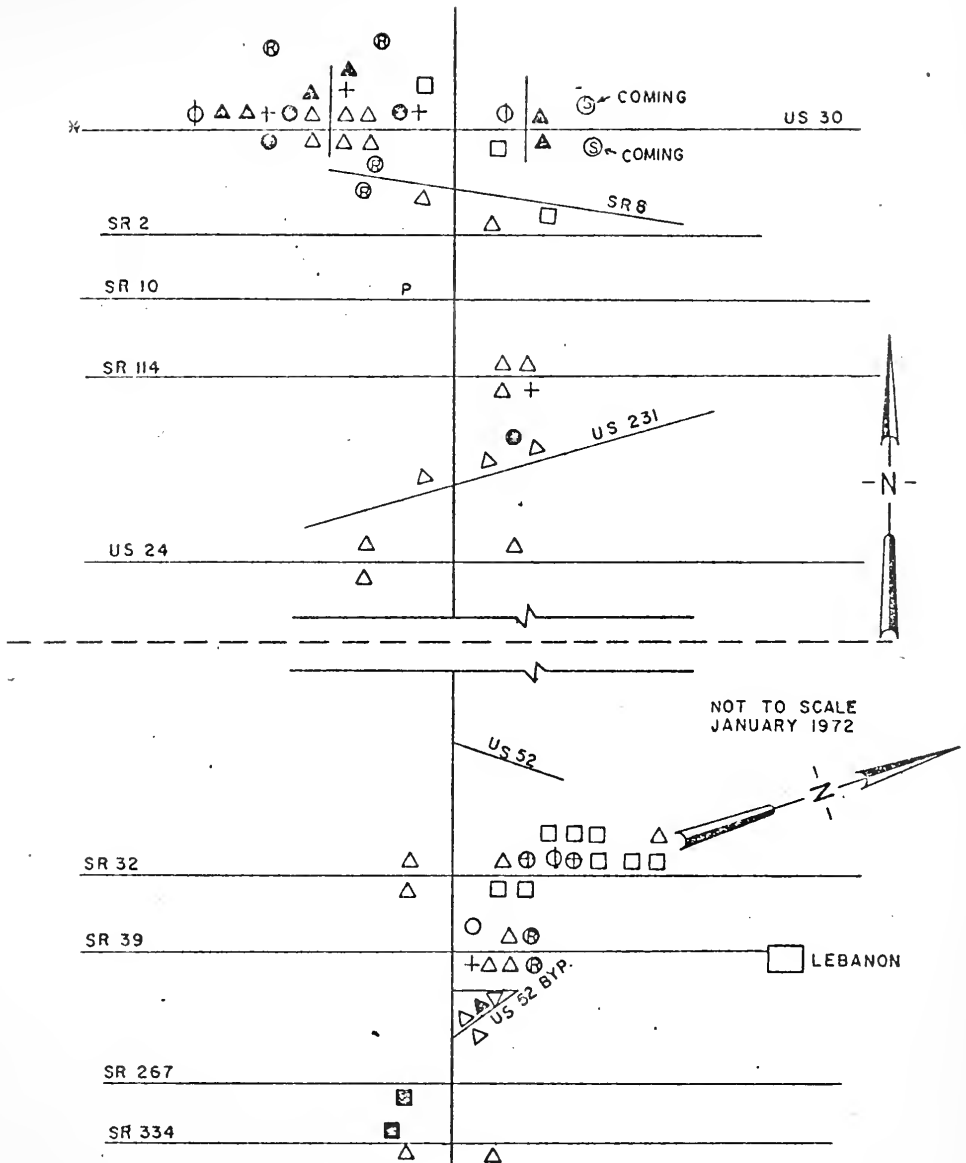 R
R
COMING
S
US 30
S
COMING
R
R
SR 8
SR 2
SR 10
P
SR 114
US 231
N
US 24
NOT TO SCALE
JANUARY 1972
US 52
N
SR 32
R
SR 39
LEBANON
R
US 52 BYP.
SR 267
SR 334